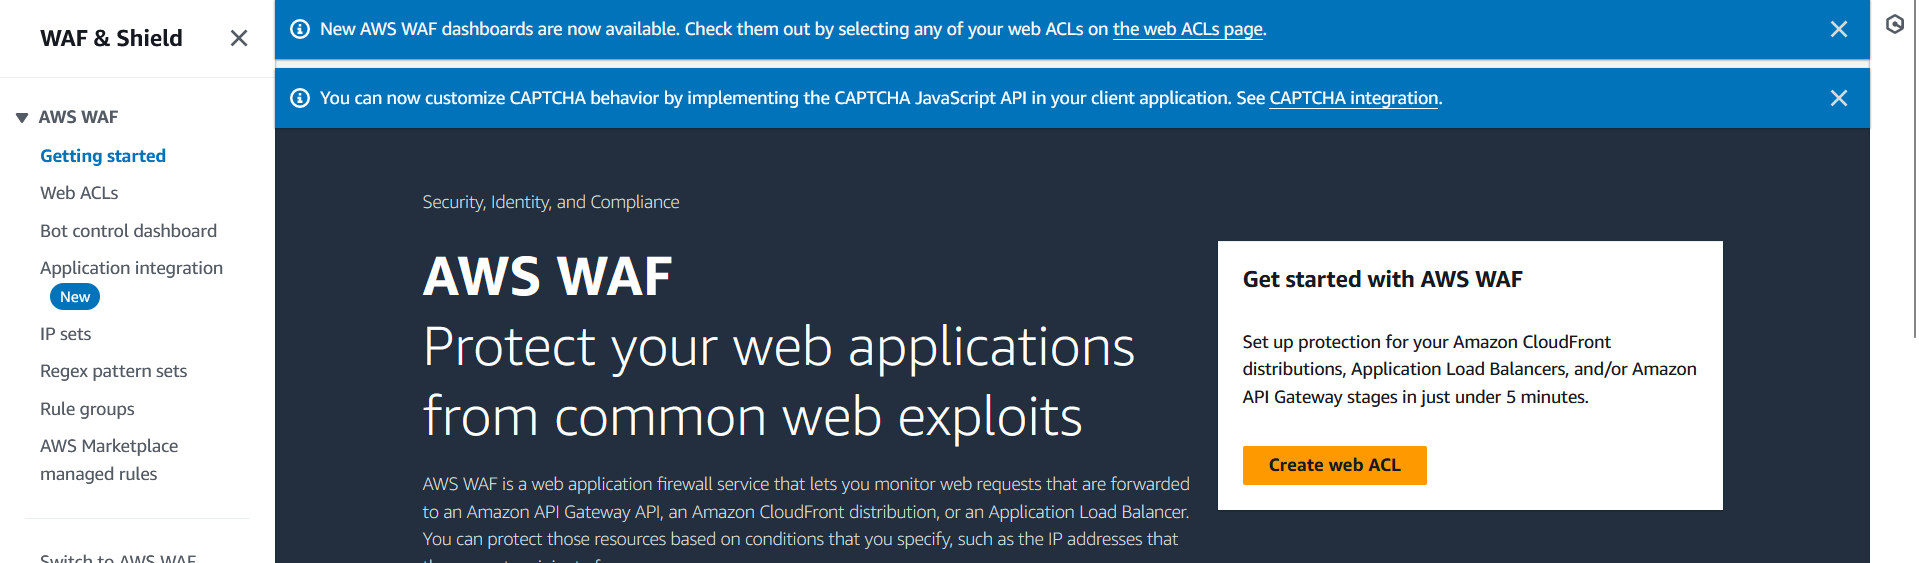 WAF & Shield
AWS WAF
Getting started
Web ACLs
Bot control dashboard
Application integration
New
IP sets
Regex pattern sets
Rule groups
AWS Marketplace
managed rules
Switch to AWS WAF
New AWS WAF dashboards are now available. Check them out by selecting any of your web ACLs on the web ACLs page.
You can now customize CAPTCHA behavior by implementing the CAPTCHA JavaScript API in your client application. See CAPTCHA integration.
Security, Identity, and Compliance
AWS WAF
Protect your web applications
from common web exploits
AWS WAF is a web application firewall service that lets you monitor web requests that are forwarded
to an Amazon API Gateway API, an Amazon CloudFront distribution, or an Application Load Balancer.
You can protect those resources based on conditions that you specify, such as the IP addresses that
Get started with AWS WAF
Set up protection for your Amazon CloudFront
distributions, Application Load Balancers, and/or Amazon
API Gateway stages in just under 5 minutes.
Create web ACL